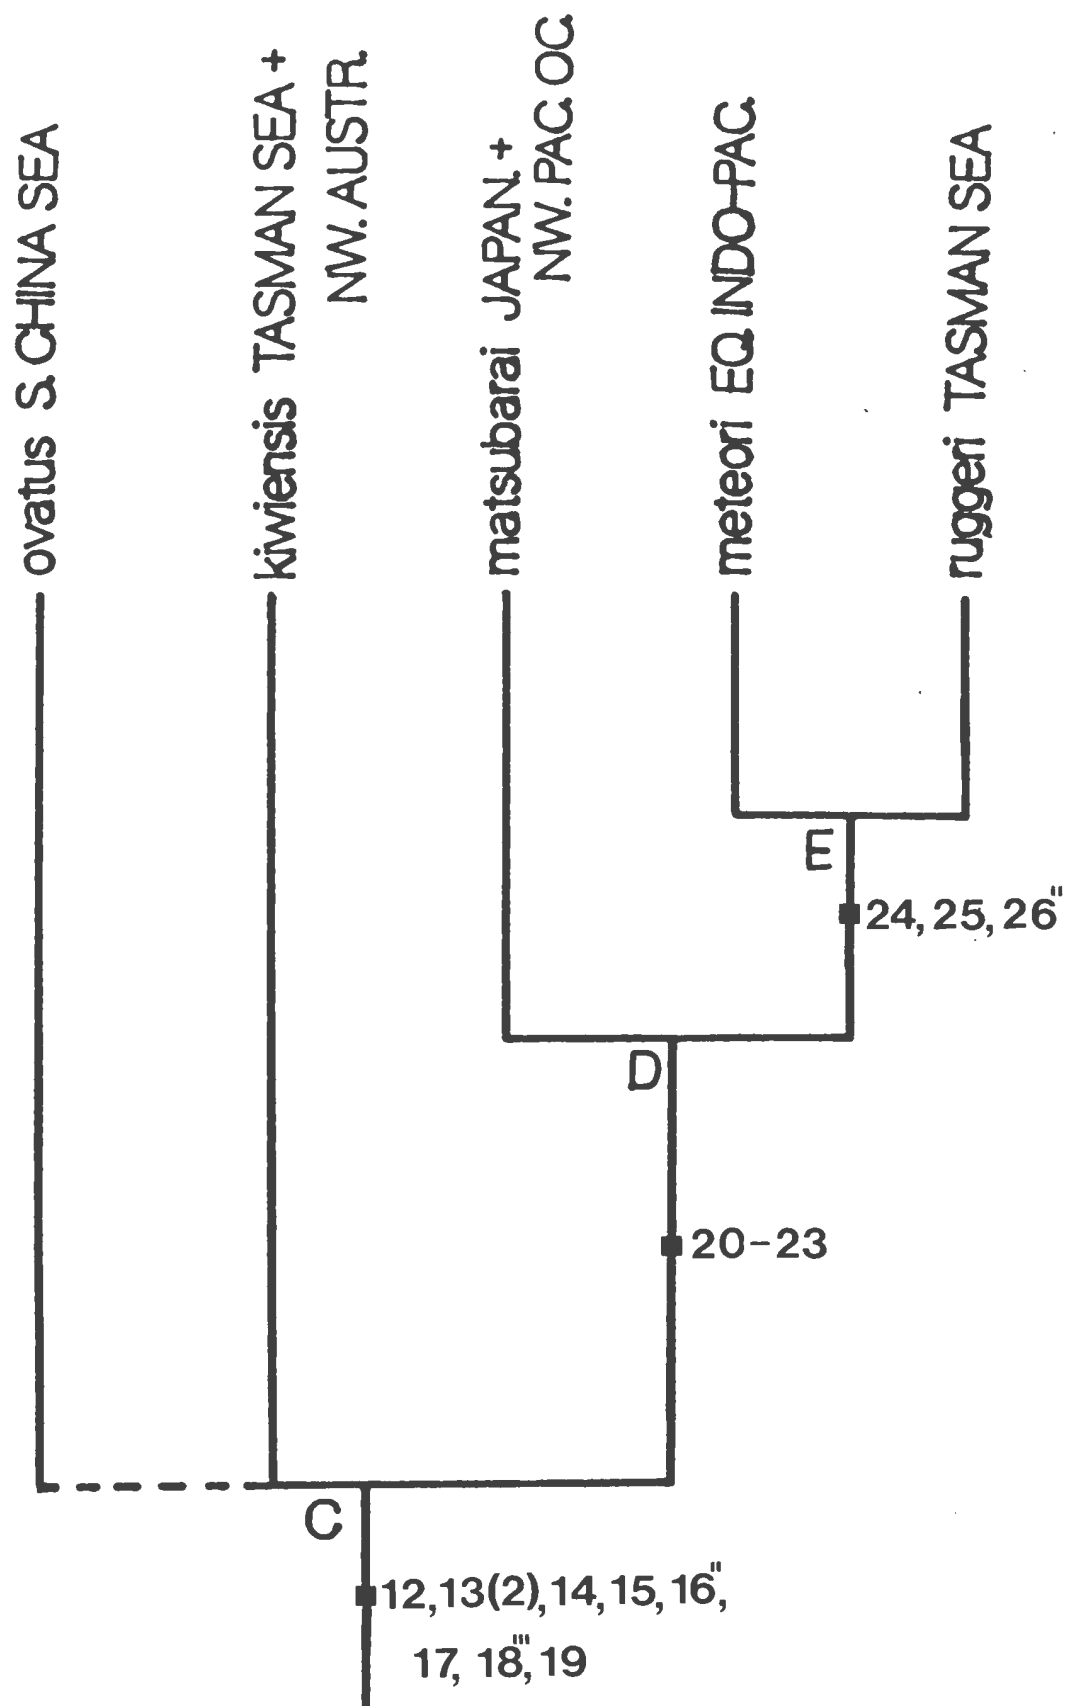 ovatus S. CHINA SEA
kiwiensis TASMAN SEA +
NW. AUSTR.
matsubarai JAPAN. +
NW. PAC. OC.
meteori EQ. INDO-PAC.
ruggeri TASMAN SEA
E
24, 25, 26"
D
20-23
C
12, 13(2), 14, 15, 16",
17, 18''', 19